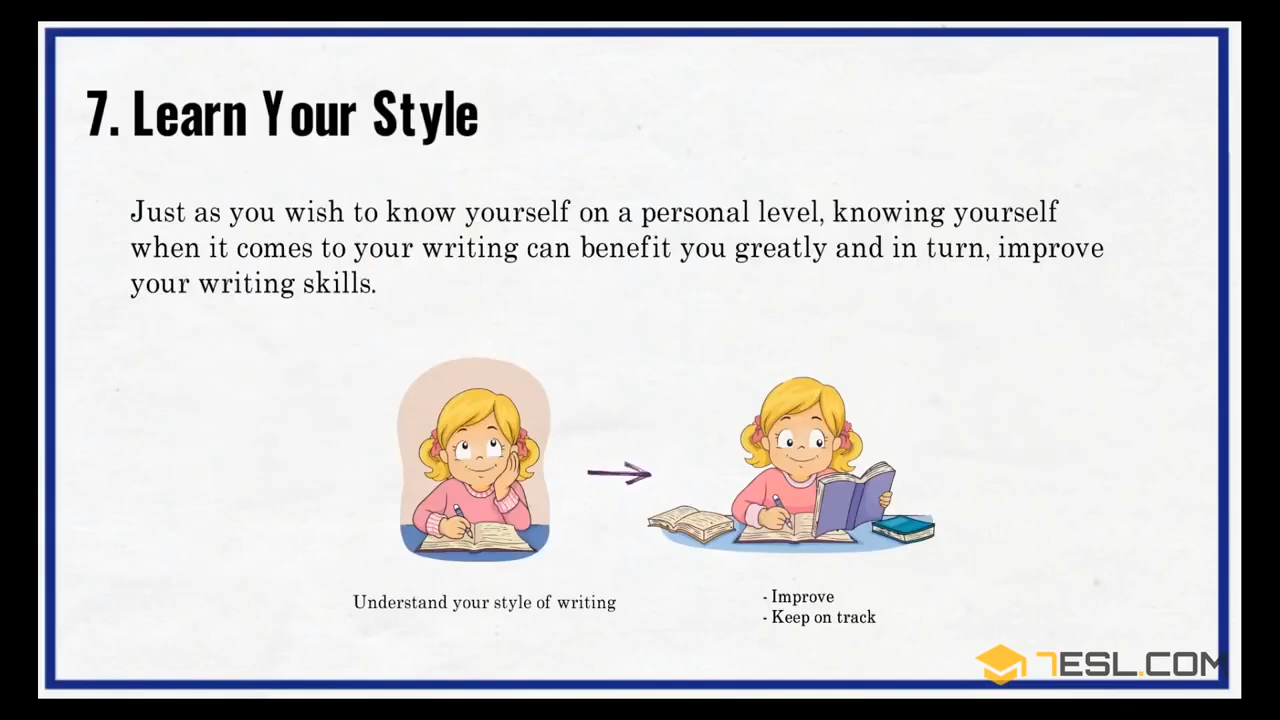 7. Learn Your Style
Just as you wish to know yourself on a personal level, knowing yourself
when it comes to your writing can benefit you greatly and in turn, improve
your writing skills.
Understand your style of writing
- Improve
- Keep on track
7ESL.COM